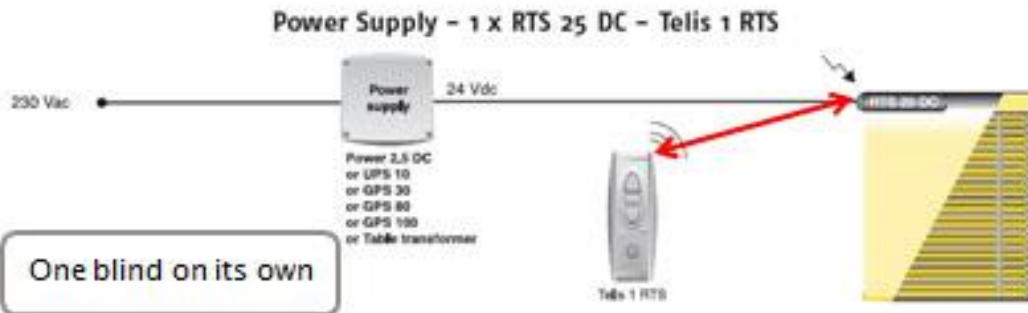 Power Supply – 1 x RTS 25 DC – Telis 1 RTS
230 Vac
Power
supply
24 Vdc
RTS 25 DC
Power 2,5 DC
or UPS 10
or GPS 30
or GPS 80
or GPS 100
or Table transformer
One blind on its own
Telis 1 RTS